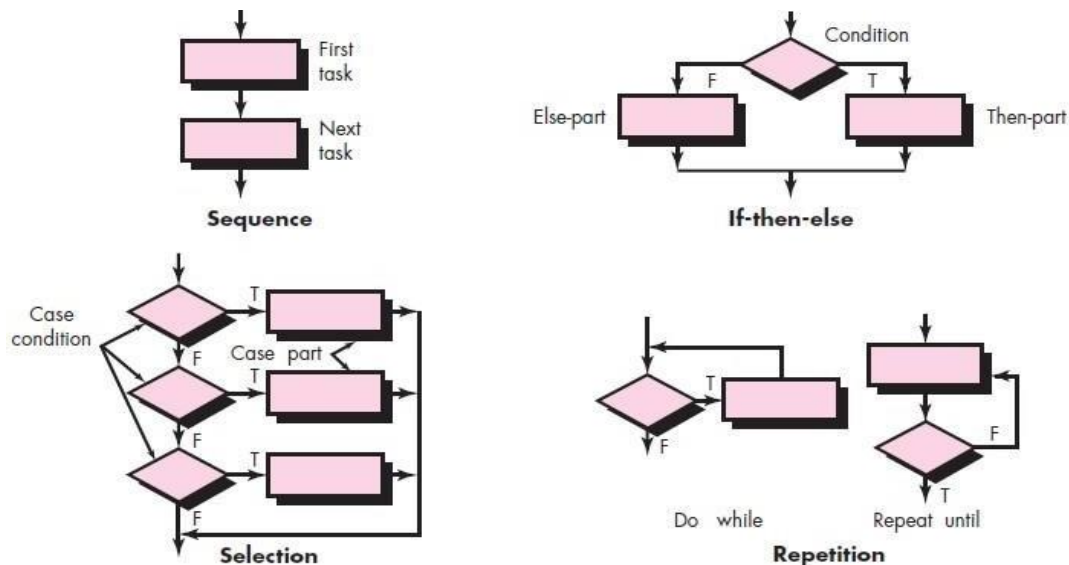 First
task
Next
task
Sequence
Condition
F
T
Else-part
Then-part
If-then-else
Case
condition
T
F
Case part
T
F
T
F
Selection
T
F
F
T
Do while
Repeat until
Repetition